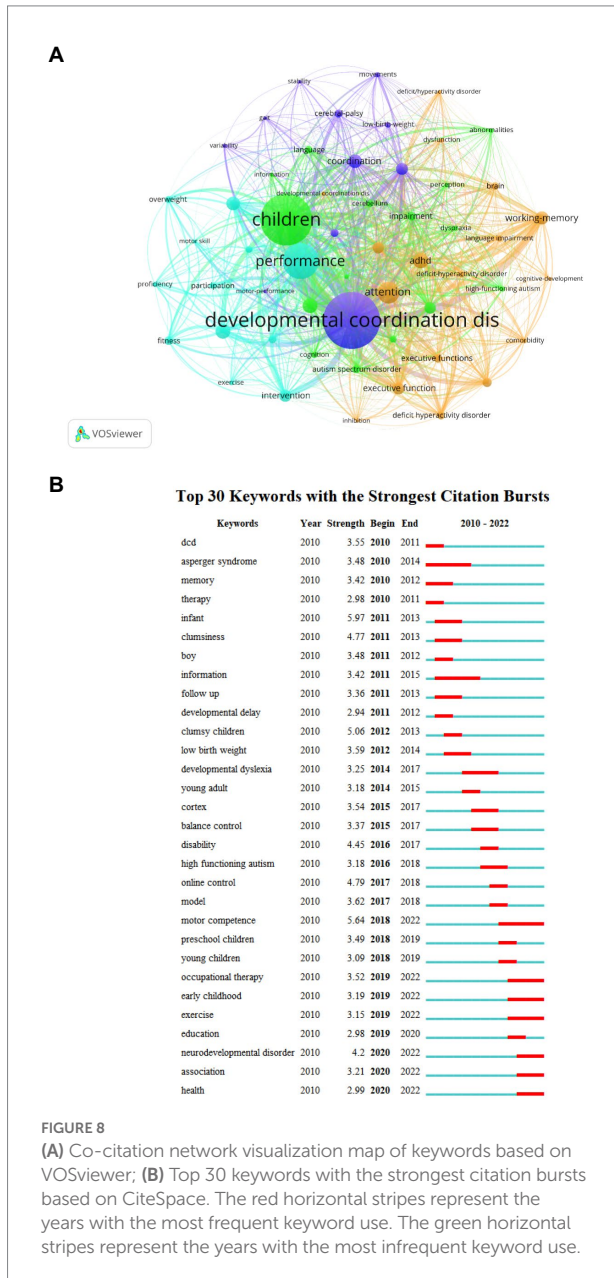 A
stability
movements
deficit/hyperactivity disorder
cerebral-palsy
gait
low-birth-weight
abnormalities
dysfunction
variability
language
coordination
information
perception
brain
developmental coordination dis
overweight
cerebellum
children
impairment
working-memory
dyspraxia
motor skill
language impairment
performance
adhd
proficiency
participation
deficit-hyperactivity disorder
cognitive-development
motor-performance
high-functioning autism
attention
developmental coordination dis
fitness
comorbidity
cognition
executive functions
autism spectrum disorder
exercise
executive function
intervention
inhibition
deficit hyperactivity disorder
VOSviewer
B
Top 30 Keywords with the Strongest Citation Bursts
Keywords Year Strength Begin End 2010 - 2022
dcd 2010 3.55 2010 2011
asperger syndrome 2010 3.48 2010 2014
memory 2010 3.42 2010 2012
therapy 2010 2.98 2010 2011
infant 2010 5.97 2011 2013
clumsiness 2010 4.77 2011 2013
boy 2010 3.48 2011 2012
information 2010 3.42 2011 2015
follow up 2010 3.36 2011 2013
developmental delay 2010 2.94 2011 2012
clumsy children 2010 5.06 2012 2013
low birth weight 2010 3.59 2012 2014
developmental dyslexia 2010 3.25 2014 2017
young adult 2010 3.18 2014 2015
cortex 2010 3.54 2015 2017
balance control 2010 3.37 2015 2017
disability 2010 4.45 2016 2017
high functioning autism 2010 3.18 2016 2018
online control 2010 4.79 2017 2018
model 2010 3.62 2017 2018
motor competence 2010 5.64 2018 2022
preschool children 2010 3.49 2018 2019
young children 2010 3.09 2018 2019
occupational therapy 2010 3.52 2019 2022
early childhood 2010 3.19 2019 2022
exercise 2010 3.15 2019 2022
education 2010 2.98 2019 2020
neurodevelopmental disorder 2010 4.2 2020 2022
association 2010 3.21 2020 2022
health 2010 2.99 2020 2022
FIGURE 8
(A) Co-citation network visualization map of keywords based on
VOSviewer; (B) Top 30 keywords with the strongest citation bursts
based on CiteSpace. The red horizontal stripes represent the
years with the most frequent keyword use. The green horizontal
stripes represent the years with the most infrequent keyword use.